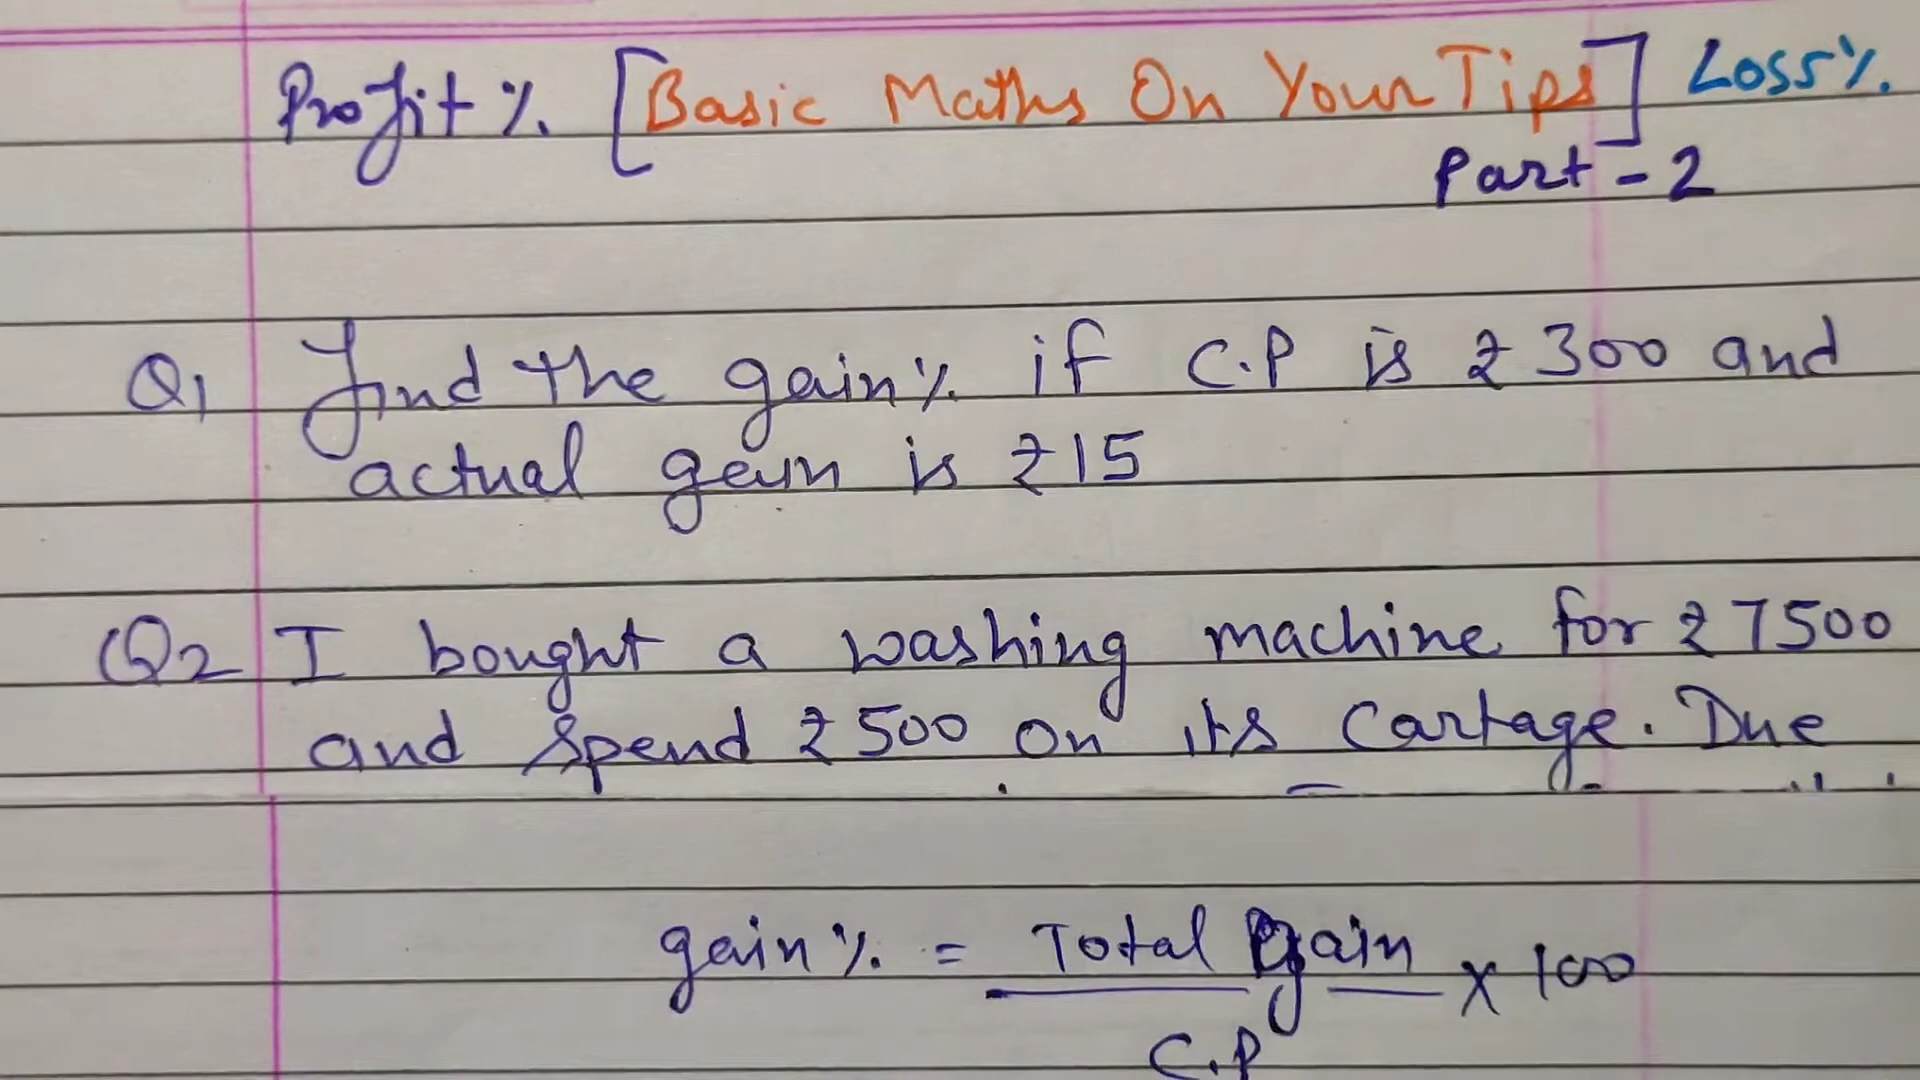 Profit % [Basic Maths On Your Tips] Loss %.
Part - 2
Q1 Find the gain % if C.P is ₹ 300 and
actual gain is ₹15
Q2 I bought a washing machine for ₹ 7500
and spend ₹ 500 on its Cartage. Due
gain % = Total gain × 100
C.P